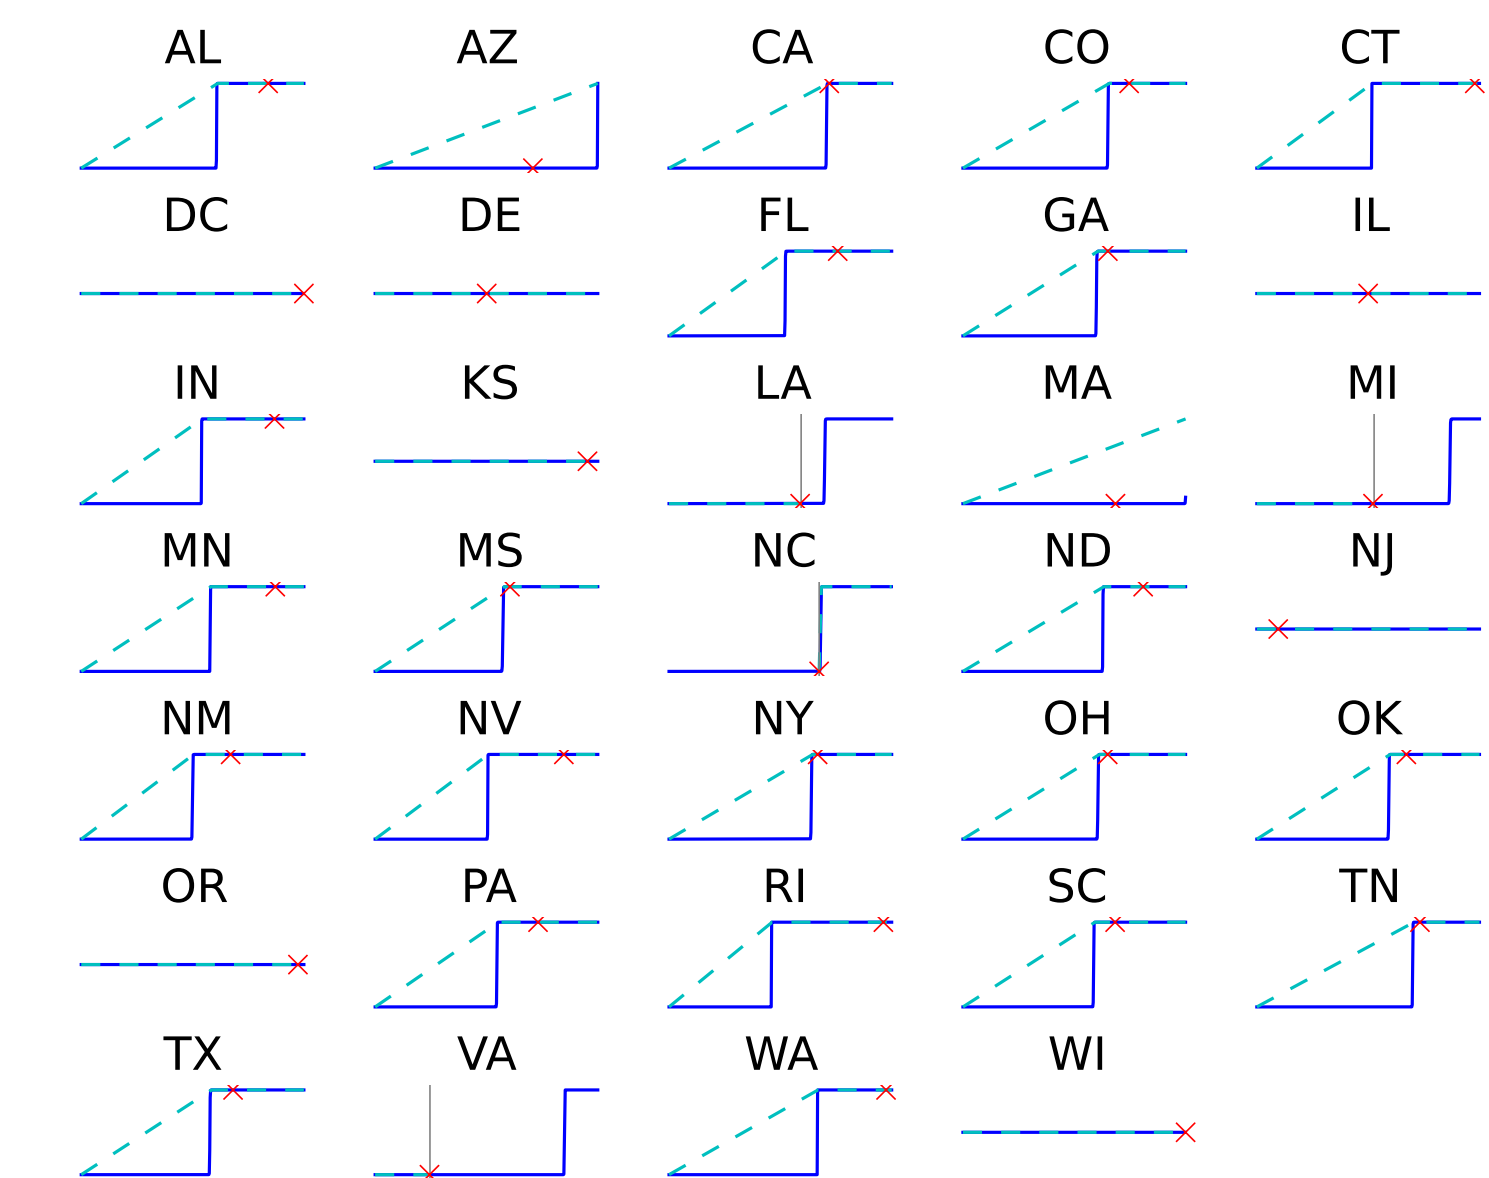 AL AZ CA CO CT
DC DE FL GA IL
IN KS LA MA MI
MN MS NC ND NJ
NM NV NY OH OK
OR PA RI SC TN
TX VA WA WI